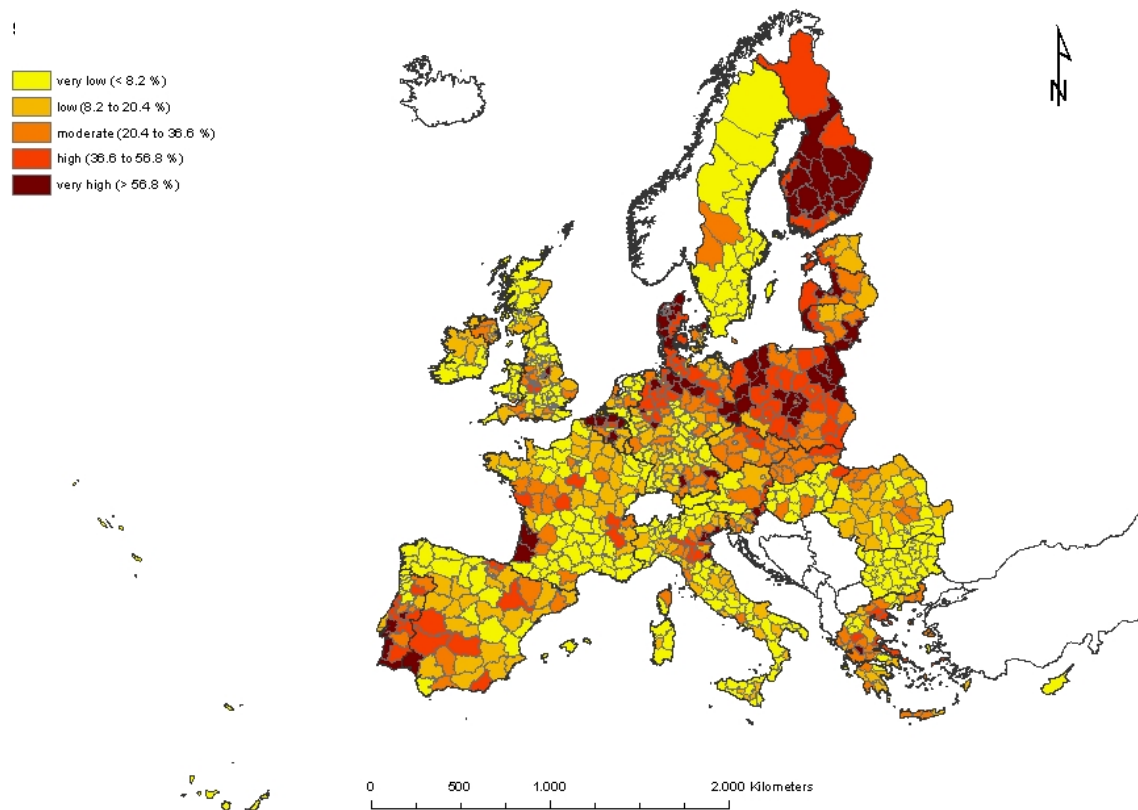 very low (< 8.2 %)
low (8.2 to 20.4 %)
moderate (20.4 to 36.6 %)
high (36.6 to 56.8 %)
very high (> 56.8 %)
N
0 500 1.000 2.000 Kilometers